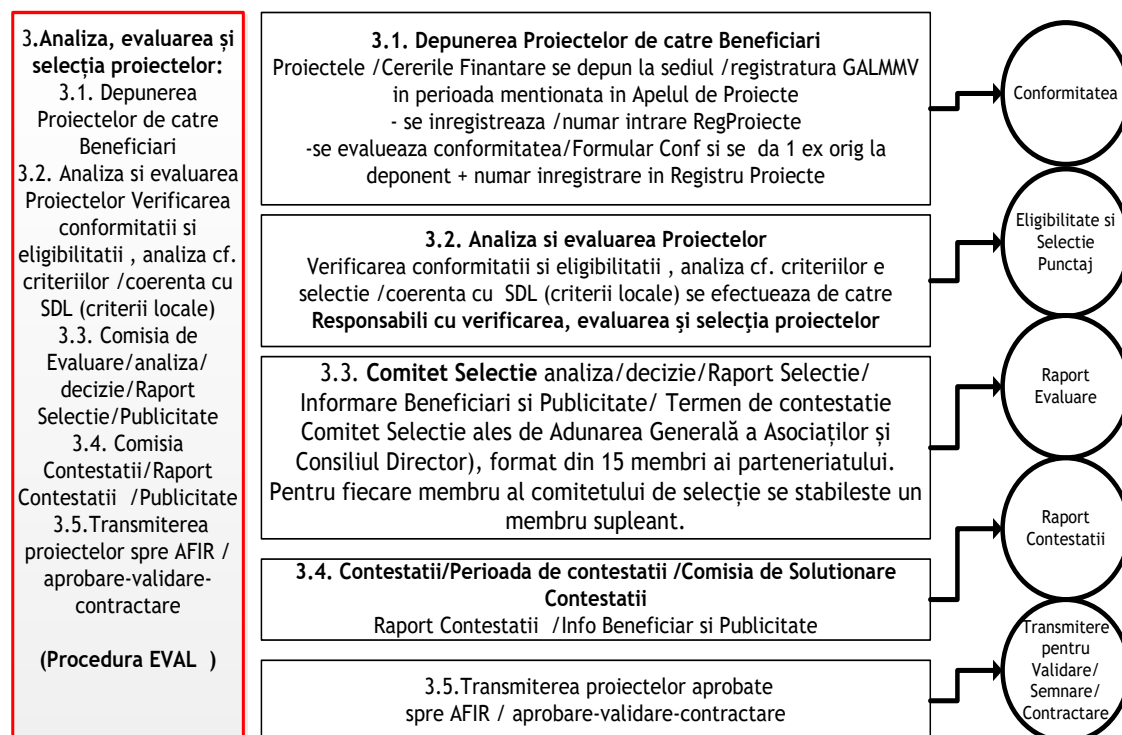 3.Analiza, evaluarea și
selecția proiectelor:
3.1. Depunerea
Proiectelor de catre
Beneficiari
3.2. Analiza si evaluarea
Proiectelor Verificarea
conformitatii si
eligibilitatii , analiza cf.
criteriilor /coerenta cu
SDL (criterii locale)
3.3. Comisia de
Evaluare/analiza/
decizie/Raport
Selectie/Publicitate
3.4. Comisia
Contestatii/Raport
Contestatii /Publicitate
3.5.Transmiterea
proiectelor spre AFIR /
aprobare-validare-
contractare
(Procedura EVAL )
3.1. Depunerea Proiectelor de catre Beneficiari
Proiectele /Cererile Finantare se depun la sediul /registratura GALMMV
in perioada mentionata in Apelul de Proiecte
- se inregistreaza /numar intrare RegProiecte
-se evalueaza conformitatea/Formular Conf si se da 1 ex orig la
deponent + numar inregistrare in Registru Proiecte
Conformitatea
3.2. Analiza si evaluarea Proiectelor
Verificarea conformitatii si eligibilitatii , analiza cf. criteriilor e
selectie /coerenta cu SDL (criterii locale) se efectueaza de catre
Responsabili cu verificarea, evaluarea şi selecția proiectelor
Eligibilitate si
Selectie
Punctaj
3.3. Comitet Selectie analiza/decizie/Raport Selectie/
Informare Beneficiari si Publicitate/ Termen de contestatie
Comitet Selectie ales de Adunarea Generală a Asociaților și
Consiliul Director), format din 15 membri ai parteneriatului.
Pentru fiecare membru al comitetului de selecție se stabileste un
membru supleant.
Raport
Evaluare
3.4. Contestatii/Perioada de contestatii /Comisia de Solutionare
Contestatii
Raport Contestatii /Info Beneficiar si Publicitate
Raport
Contestatii
3.5.Transmiterea proiectelor aprobate
spre AFIR / aprobare-validare-contractare
Transmitere
pentru
Validare/
Semnare/
Contractare